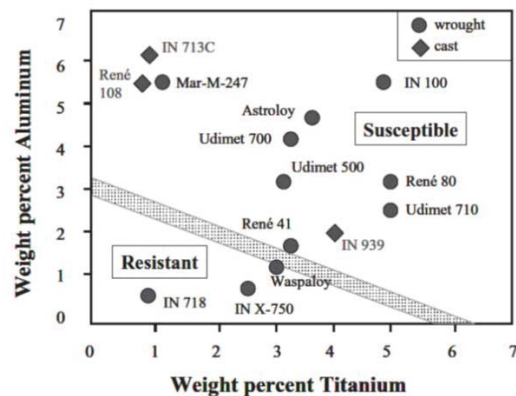 7
wrought
cast
IN 713C
6
René
108
Mar-M-247
IN 100
5
Astroloy
Susceptible
Udimet 700
4
Udimet 500
3
René 80
Udimet 710
2
René 41
IN 939
Resistant
1
Waspaloy
IN 718
IN X-750
0
0
1
2
3
4
5
6
7
Weight percent Aluminum
Weight percent Titanium